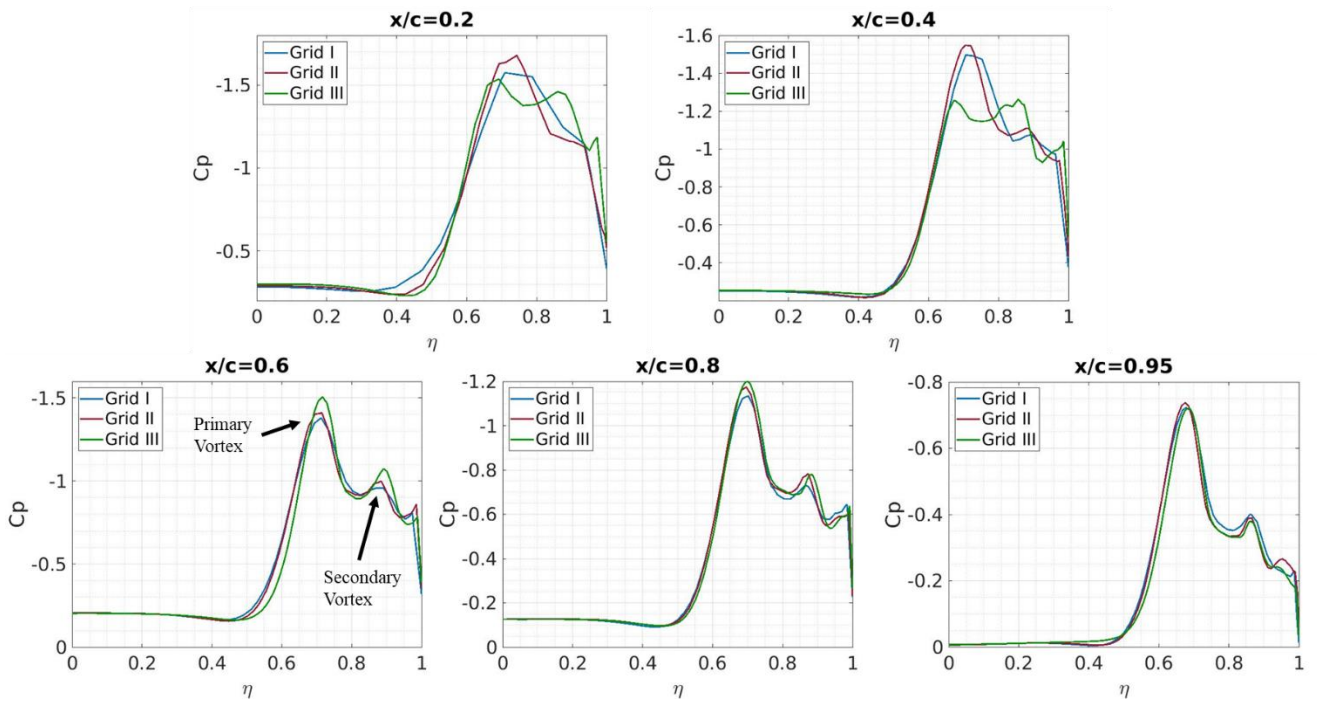 x/c=0.2
Grid I
Grid II
Grid III
-1.5
-1
-0.5
Cp
0
0.2
0.4
0.6
0.8
1
η
x/c=0.4
Grid I
Grid II
Grid III
-1.6
-1.4
-1.2
-1
-0.8
-0.6
-0.4
Cp
0
0.2
0.4
0.6
0.8
1
η
x/c=0.6
Grid I
Grid II
Grid III
Primary
Vortex
Secondary
Vortex
-1.5
-1
-0.5
0
Cp
0
0.2
0.4
0.6
0.8
1
η
x/c=0.8
Grid I
Grid II
Grid III
-1.2
-1
-0.8
-0.6
-0.4
-0.2
0
Cp
0
0.2
0.4
0.6
0.8
1
η
x/c=0.95
Grid I
Grid II
Grid III
-0.8
-0.6
-0.4
-0.2
0
Cp
0
0.2
0.4
0.6
0.8
1
η